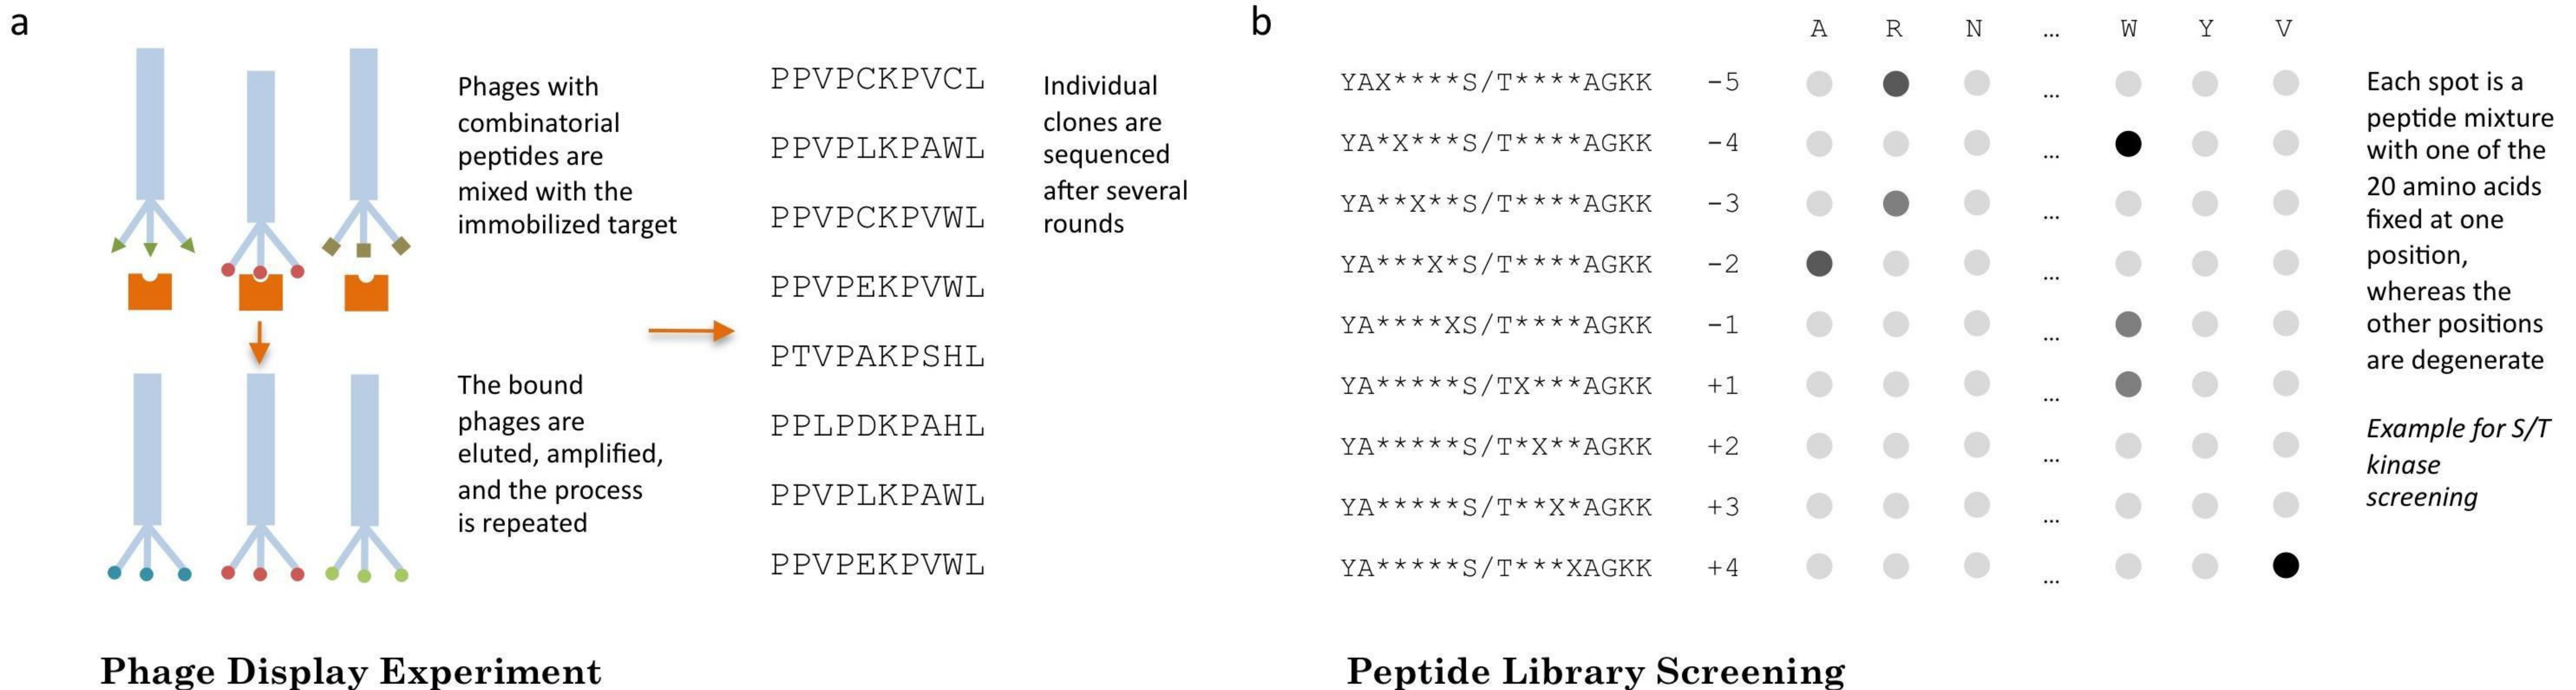 a
Phages with
combinatorial
peptides are
mixed with the
immobilized target
The bound
phages are
eluted, amplified,
and the process
is repeated
PPVPCKPVCL
PPVPLKPAWL
PPVPCKPVWL
PPVPEKPVWL
PTVPAKPSHL
PPLPDKPAHL
PPVPLKPAWL
PPVPEKPVWL
Individual
clones are
sequenced
after several
rounds
Phage Display Experiment
b
A R N ... W Y V
YAX****S/T****AGKK -5 ...
YA*X***S/T****AGKK -4 ...
YA**X**S/T****AGKK -3 ...
YA***X*S/T****AGKK -2 ...
YA****XS/T****AGKK -1 ...
YA*****S/TX***AGKK +1 ...
YA*****S/T*X**AGKK +2 ...
YA*****S/T**X*AGKK +3 ...
YA*****S/T***XAGKK +4 ...
Each spot is a
peptide mixture
with one of the
20 amino acids
fixed at one
position,
whereas the
other positions
are degenerate
Example for S/T
kinase
screening
Peptide Library Screening